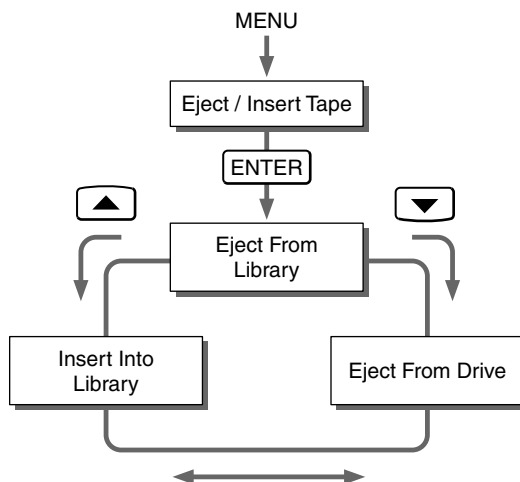 MENU
Eject / Insert Tape
ENTER
Eject From
Library
Insert Into
Library
Eject From Drive